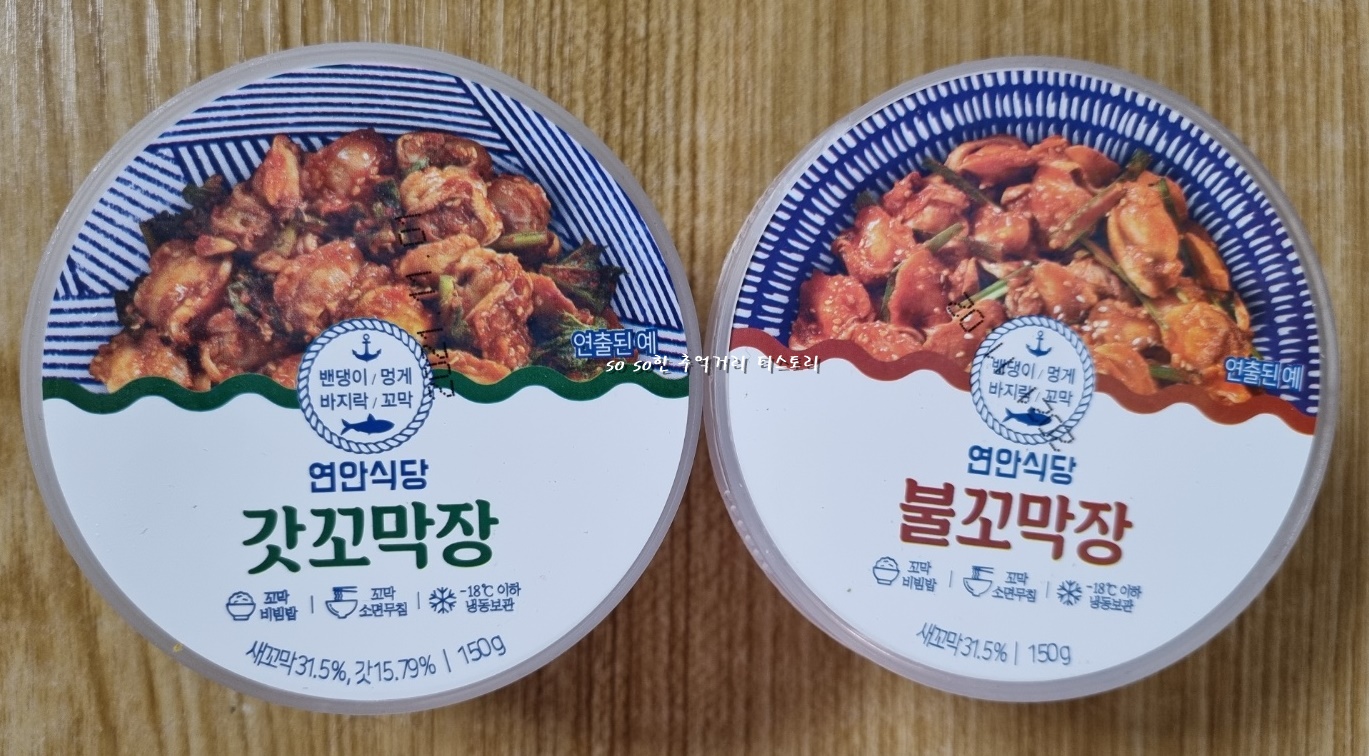 연출된 예
밴댕이 / 멍게
바지락 / 꼬막
연안식당
갓꼬막장
꼬막
비빔밥
꼬막
소면무침
-18℃ 이하
냉동보관
새꼬막31.5%, 갓15.79% | 150g
so so한 추억거리 티스토리
연출된 예
밴댕이 / 멍게
바지락 / 꼬막
연안식당
불꼬막장
꼬막
비빔밥
꼬막
소면무침
-18℃ 이하
냉동보관
새꼬막31.5% | 150g